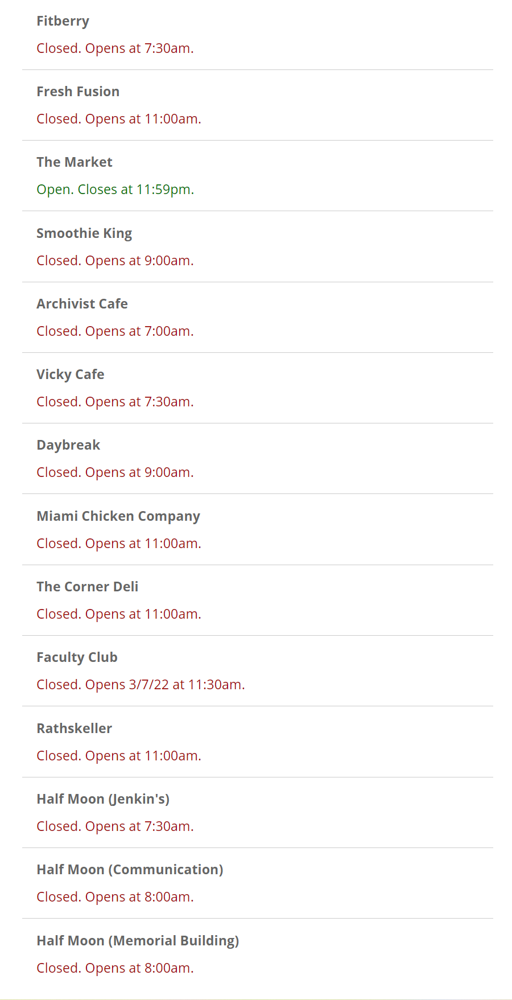 Fitberry
Closed. Opens at 7:30am.
Fresh Fusion
Closed. Opens at 11:00am.
The Market
Open. Closes at 11:59pm.
Smoothie King
Closed. Opens at 9:00am.
Archivist Cafe
Closed. Opens at 7:00am.
Vicky Cafe
Closed. Opens at 7:30am.
Daybreak
Closed. Opens at 9:00am.
Miami Chicken Company
Closed. Opens at 11:00am.
The Corner Deli
Closed. Opens at 11:00am.
Faculty Club
Closed. Opens 3/7/22 at 11:30am.
Rathskeller
Closed. Opens at 11:00am.
Half Moon (Jenkin's)
Closed. Opens at 7:30am.
Half Moon (Communication)
Closed. Opens at 8:00am.
Half Moon (Memorial Building)
Closed. Opens at 8:00am.